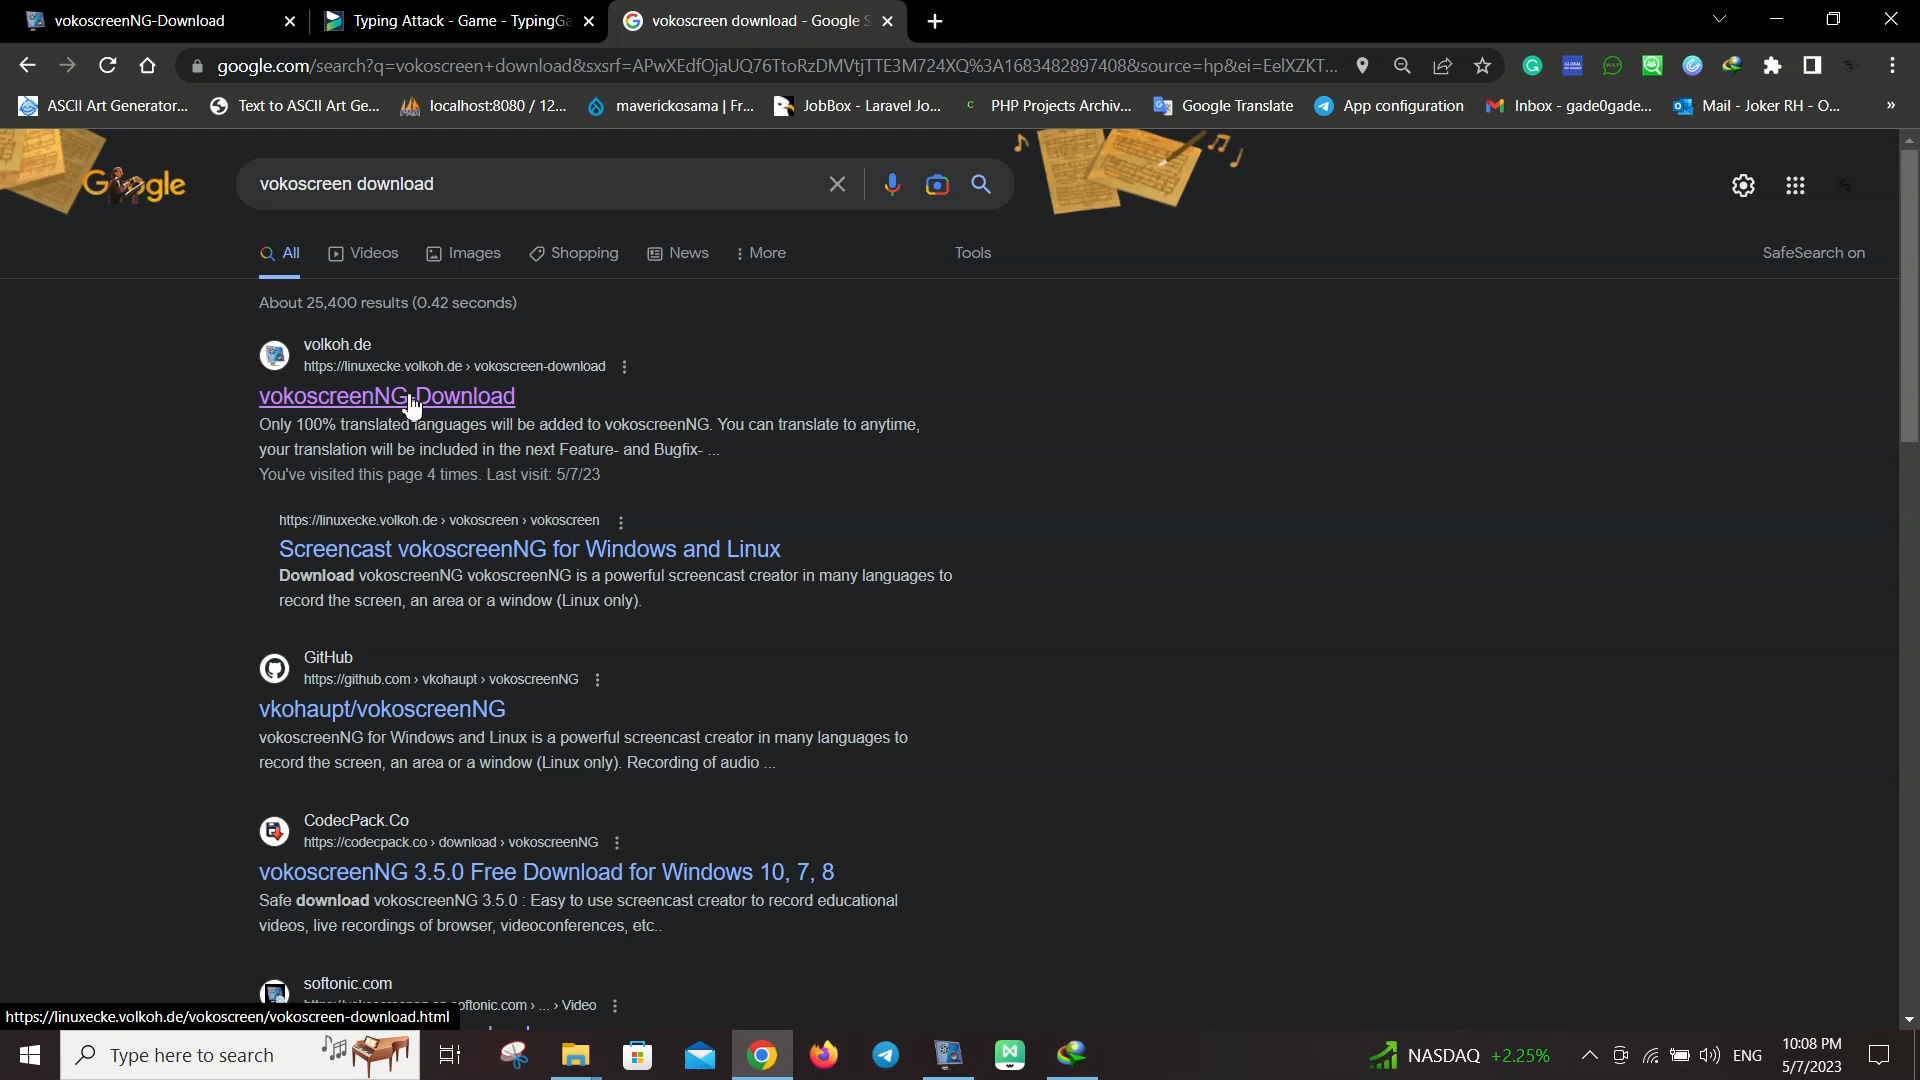 vokoscreenNG-Download
Typing Attack - Game - TypingGa
vokoscreen download - Google S
google.com/search?q=vokoscreen+download&sxsrf=APwXEdfOjaUQ76TtoRzDMVtjTTE3M724XQ%3A1683482897408&source=hp&ei=EelXZKT...
ASCII Art Generator...
Text to ASCII Art Ge...
localhost:8080 / 12...
maverickosama | Fr...
JobBox - Laravel Jo...
PHP Projects Archiv...
Google Translate
App configuration
Inbox - gade0gade...
Mail - Joker RH - O...
»
vokoscreen download
All
Videos
Images
Shopping
News
More
Tools
SafeSearch on
About 25,400 results (0.42 seconds)
volkoh.de
https://linuxecke.volkoh.de › vokoscreen-download
vokoscreenNG-Download
Only 100% translated languages will be added to vokoscreenNG. You can translate to anytime,
your translation will be included in the next Feature- and Bugfix- ...
You've visited this page 4 times. Last visit: 5/7/23
https://linuxecke.volkoh.de › vokoscreen › vokoscreen
Screencast vokoscreenNG for Windows and Linux
Download vokoscreenNG vokoscreenNG is a powerful screencast creator in many languages to
record the screen, an area or a window (Linux only).
GitHub
https://github.com › vkohaupt › vokoscreenNG
vkohaupt/vokoscreenNG
vokoscreenNG for Windows and Linux is a powerful screencast creator in many languages to
record the screen, an area or a window (Linux only). Recording of audio ...
CodecPack.Co
https://codecpack.co › download › vokoscreenNG
vokoscreenNG 3.5.0 Free Download for Windows 10, 7, 8
Safe download vokoscreenNG 3.5.0 : Easy to use screencast creator to record educational
videos, live recordings of browser, videoconferences, etc..
softonic.com
oftonic.com › ... › Video
https://linuxecke.volkoh.de/vokoscreen/vokoscreen-download.html
Type here to search
NASDAQ +2.25%
ENG
10:08 PM
5/7/2023